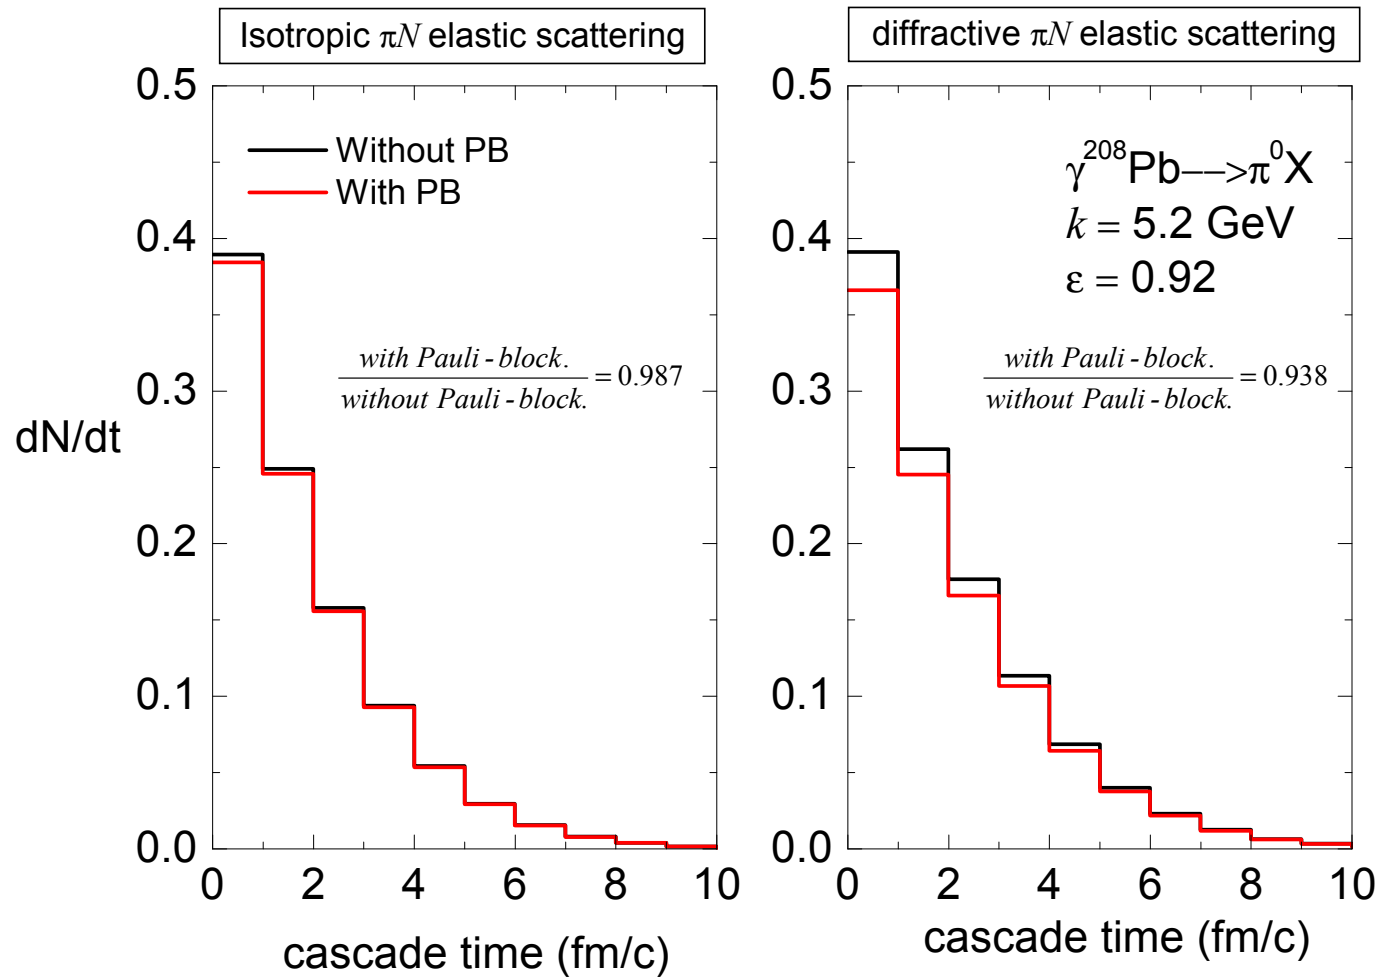 Isotropic πN elastic scattering
diffractive πN elastic scattering
0.5
0.4
0.3
0.2
0.1
0.0
dN/dt
Without PB
With PB
with Pauli - block.
without Pauli - block.
= 0.987
0 2 4 6 8 10
cascade time (fm/c)
0.5
0.4
0.3
0.2
0.1
0.0
γ²⁰⁸Pb--->π⁰X
k = 5.2 GeV
ε = 0.92
with Pauli - block.
without Pauli - block.
= 0.938
0 2 4 6 8 10
cascade time (fm/c)